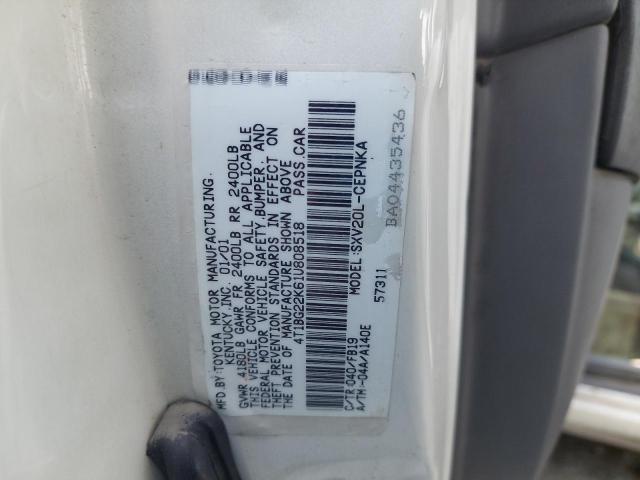 MFD.BY:TOYOTA MOTOR MANUFACTURING.
KENTUCKY.INC. 01/01
GVWR 4180LB GAWR FR 2400LB RR 2400LB
THIS VEHICLE CONFORMS TO ALL APPLICABLE
FEDERAL MOTOR VEHICLE SAFETY,BUMPER, AND
THEFT PREVENTION STANDARDS IN EFFECT ON
THE DATE OF MANUFACTURE SHOWN ABOVE
4T1BG22K61U808518 PASS.CAR
MODEL:SXV20L-CEPNKA
C/TR:040/FB19 57311
A/TM:-04A/A140E
BA04435436